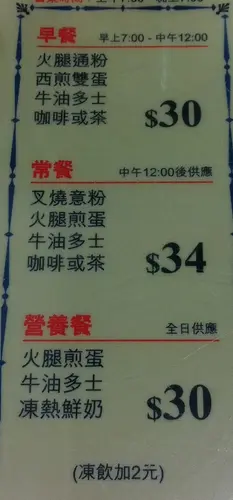 早餐 早上7:00 - 中午12:00
火腿通粉
西煎雙蛋
牛油多士
咖啡或茶 $30
常餐 中午12:00後供應
叉燒意粉
火腿煎蛋
牛油多士
咖啡或茶 $34
營養餐 全日供應
火腿煎蛋
牛油多士
凍熱鮮奶 $30
(凍飲加2元)